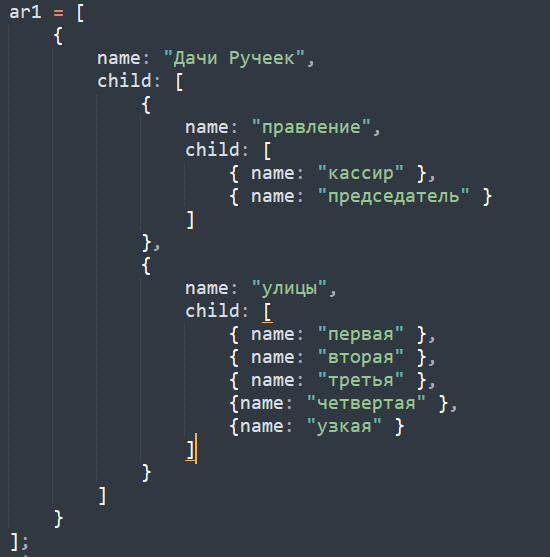 ar1 = [
    {
        name: "Дачи Ручеек",
        child: [
            {
                name: "правление",
                child: [
                    { name: "кассир" },
                    { name: "председатель" }
                ]
            },
            {
                name: "улицы",
                child: [
                    { name: "первая" },
                    { name: "вторая" },
                    { name: "третья" },
                    {name: "четвертая" },
                    {name: "узкая" }
                ]
            }
        ]
    }
];